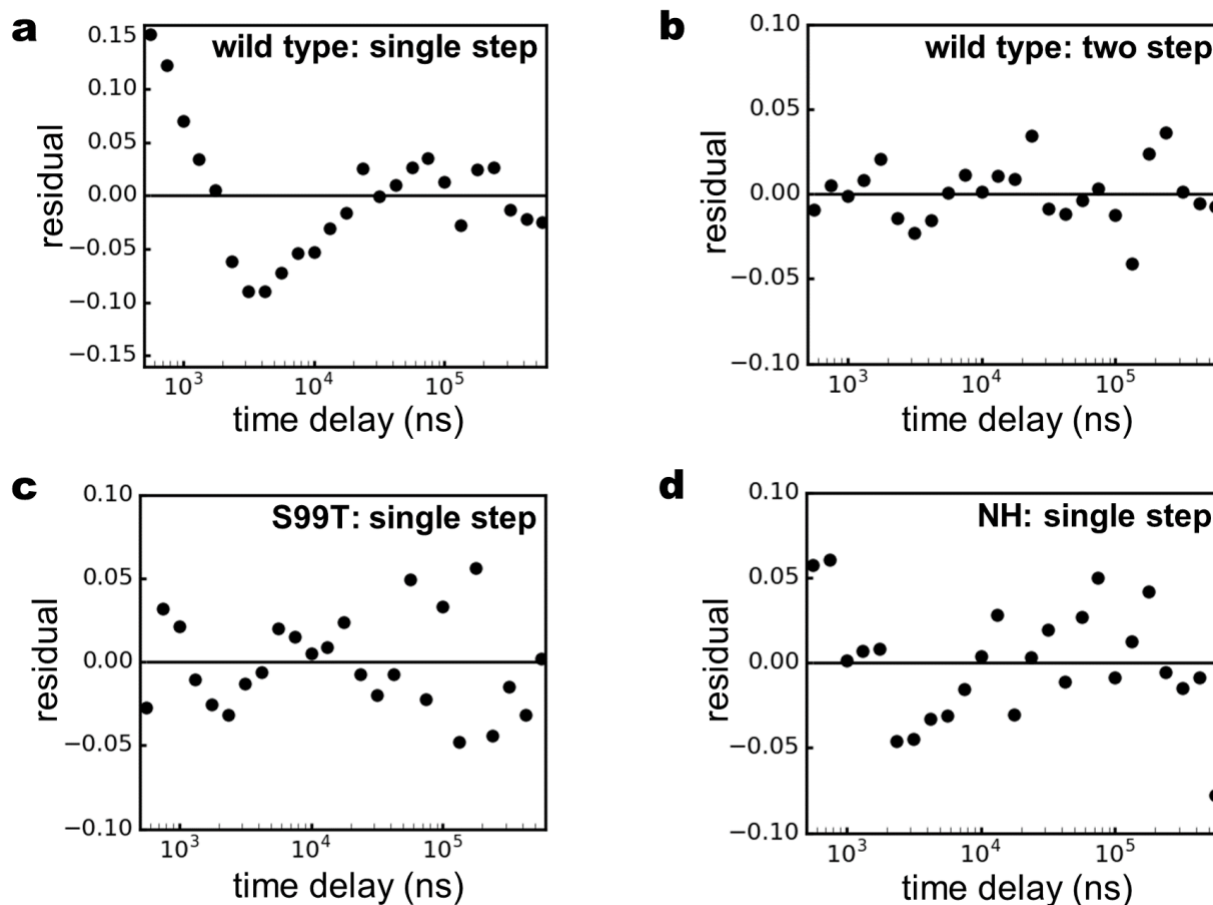 a
wild type: single step
0.15
0.10
0.05
0.00
−0.05
−0.10
−0.15
residual
10³
10⁴
10⁵
time delay (ns)
b
wild type: two step
0.10
0.05
0.00
−0.05
−0.10
residual
10³
10⁴
10⁵
time delay (ns)
c
S99T: single step
0.10
0.05
0.00
−0.05
−0.10
residual
10³
10⁴
10⁵
time delay (ns)
d
NH: single step
0.10
0.05
0.00
−0.05
−0.10
residual
10³
10⁴
10⁵
time delay (ns)